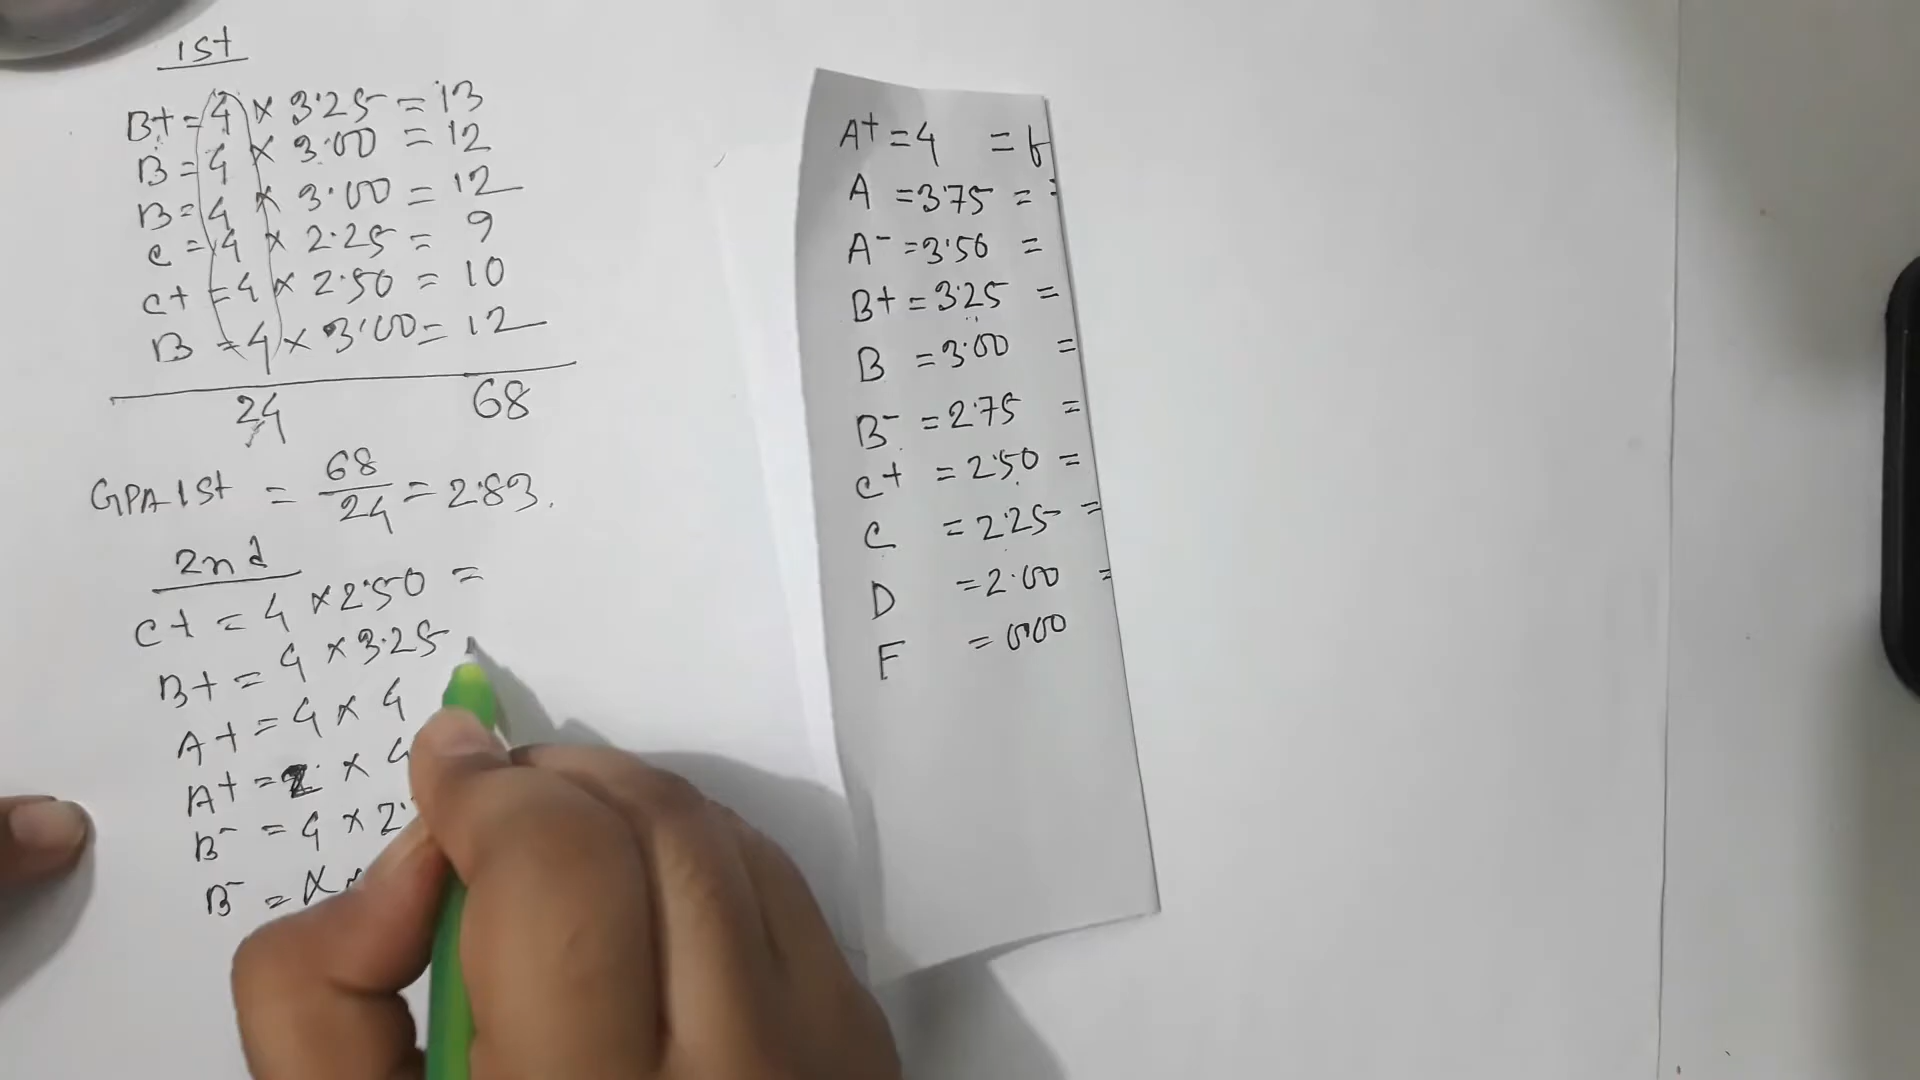 1st
B+ = 4 × 3.25 = 13
B = 4 × 3.00 = 12
B = 4 × 3.00 = 12
C = 4 × 2.25 = 9
C+ = 4 × 2.50 = 10
B = 4 × 3.00 = 12
24 68
GPA 1st = 68/24 = 2.83.
2nd
C+ = 4 × 2.50 =
B+ = 4 × 3.25
A+ = 4 × 4
A+ = 2 × 4
B- = 4 × 2.
B- =
A+ = 4 =
A = 3.75 =
A- = 3.50 =
B+ = 3.25 =
B = 3.00 =
B- = 2.75 =
C+ = 2.50 =
C = 2.25 =
D = 2.00 =
F = 0.00